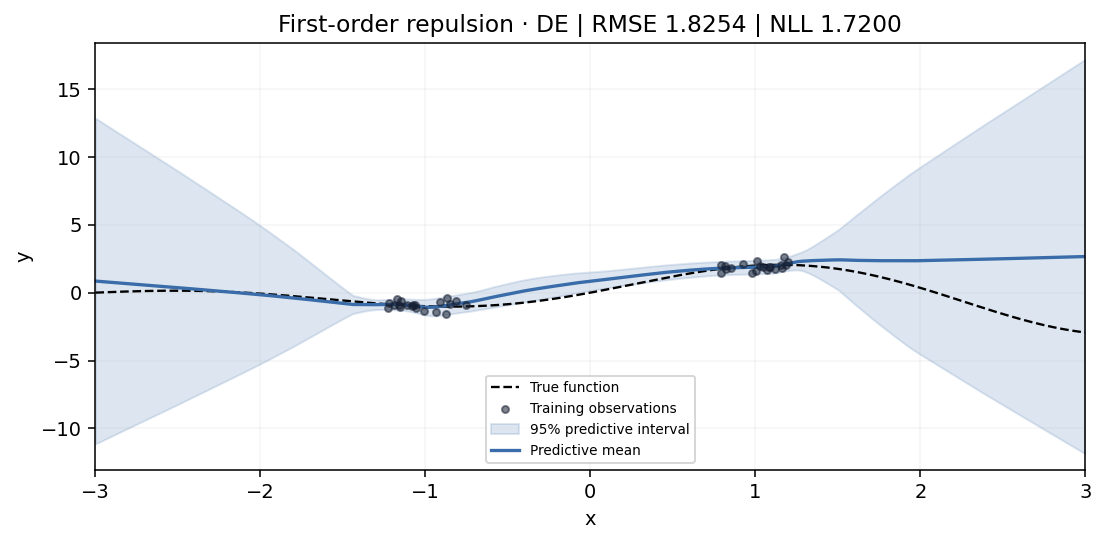 First-order repulsion · DE | RMSE 1.8254 | NLL 1.7200
15
10
5
0
−5
−10
y
True function
Training observations
95% predictive interval
Predictive mean
−3 −2 −1 0 1 2 3
x